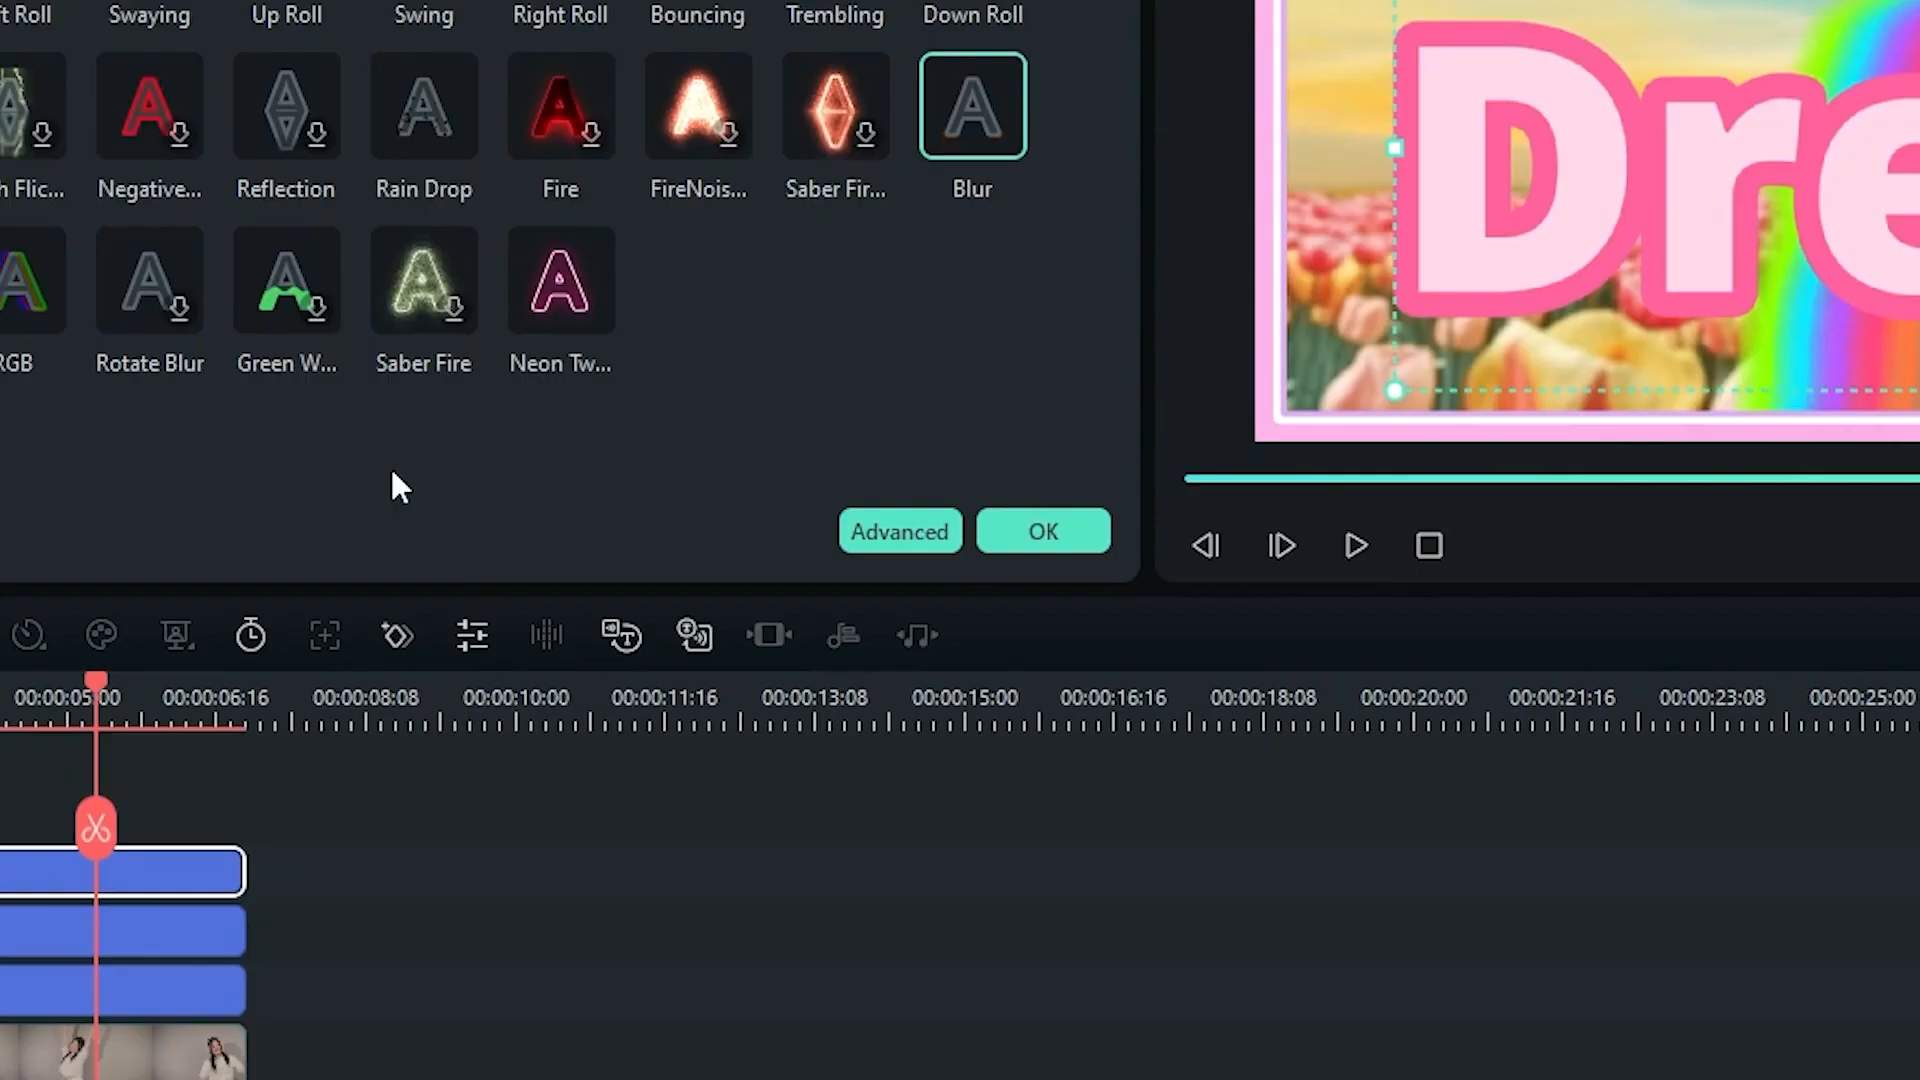 ft Roll Swaying Up Roll Swing Right Roll Bouncing Trembling Down Roll
h Flic... Negative... Reflection Rain Drop Fire FireNois... Saber Fir... Blur
RGB Rotate Blur Green W... Saber Fire Neon Tw...
Dre
Advanced OK
00:00:05:00 00:00:06:16 00:00:08:08 00:00:10:00 00:00:11:16 00:00:13:08 00:00:15:00 00:00:16:16 00:00:18:08 00:00:20:00 00:00:21:16 00:00:23:08 00:00:25:00